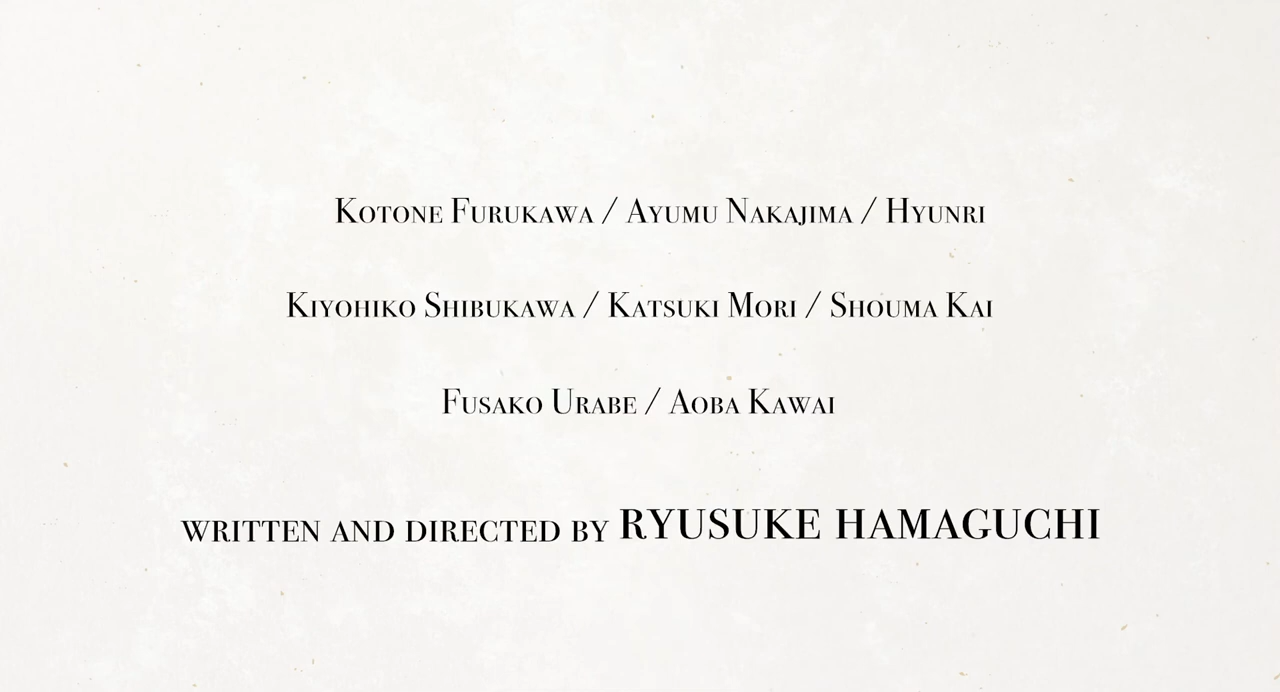 Kotone Furukawa / Ayumu Nakajima / Hyunri
Kiyohiko Shibukawa / Katsuki Mori / Shouma Kai
Fusako Urabe / Aoba Kawai
WRITTEN AND DIRECTED BY RYUSUKE HAMAGUCHI